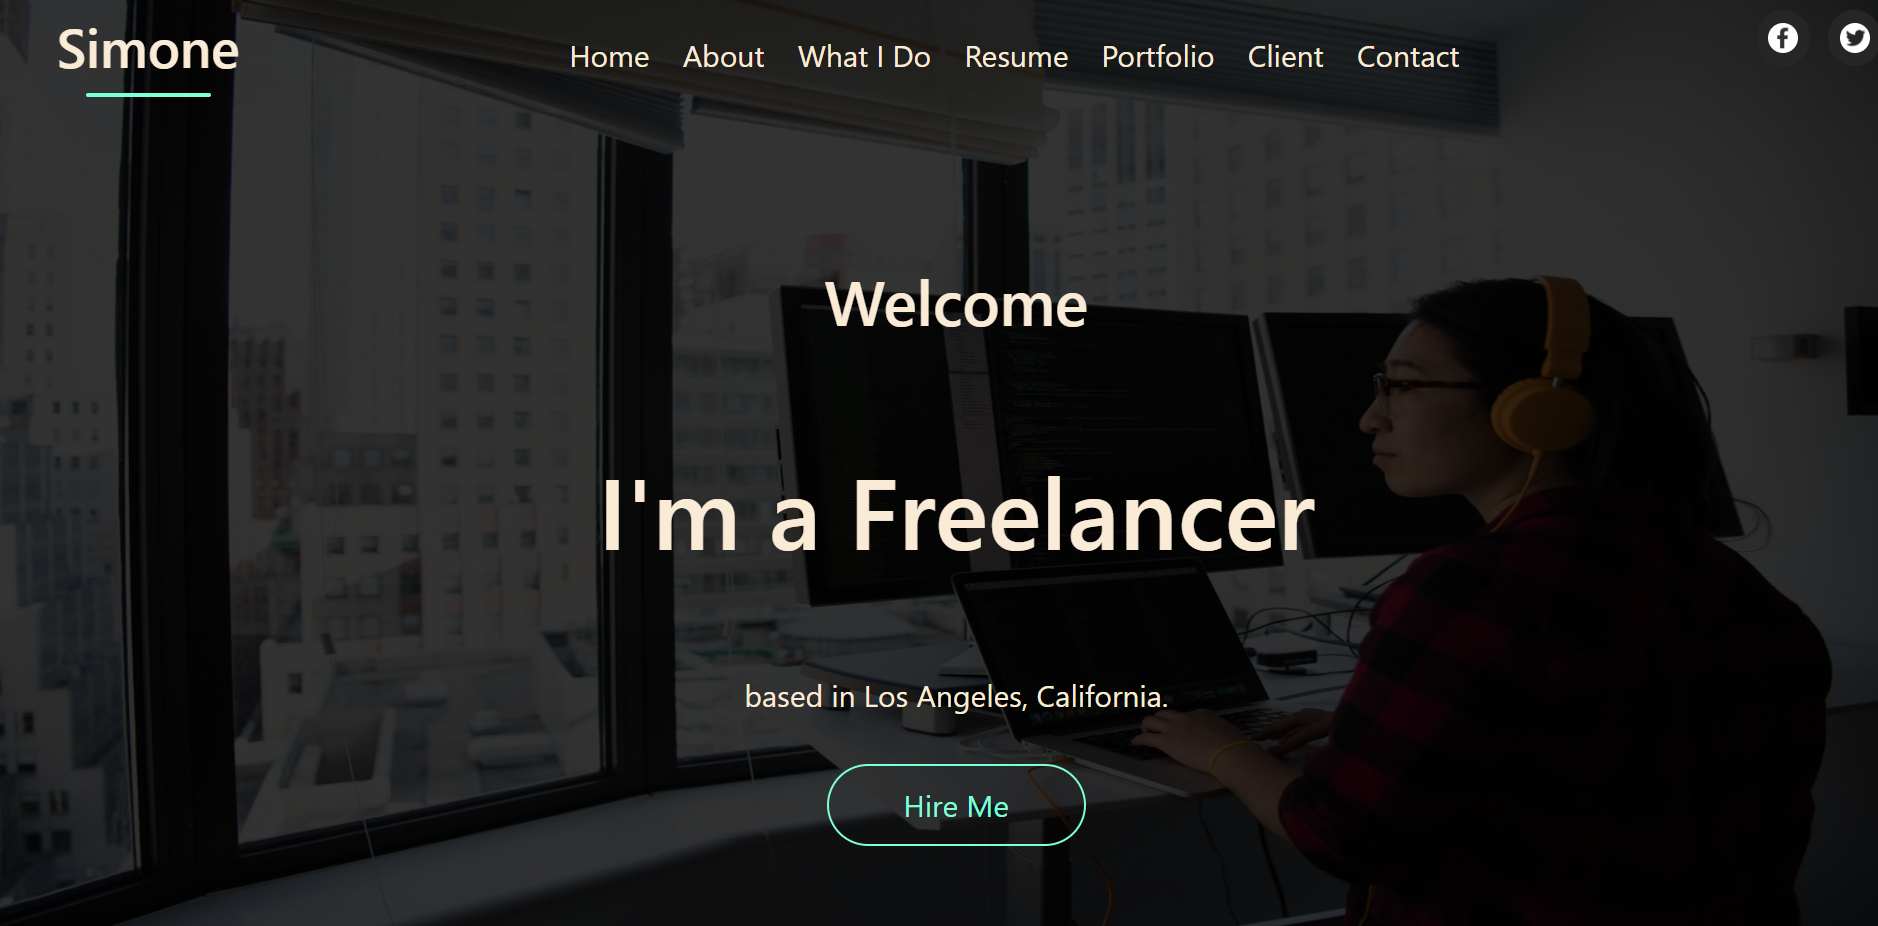 Simone
Home About What I Do Resume Portfolio Client Contact
Welcome
I'm a Freelancer
based in Los Angeles, California.
Hire Me